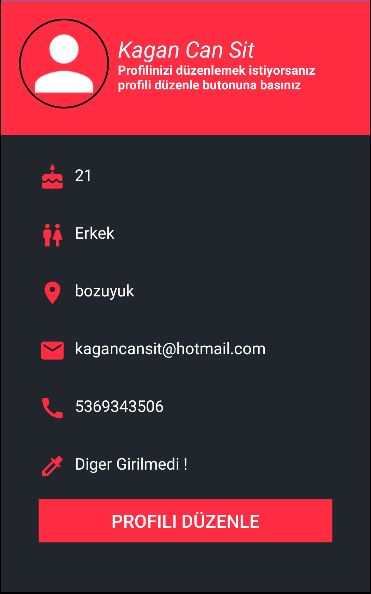 Kagan Can Sit
Profilinizi düzenlemek istiyorsanız
profili düzenle butonuna basınız
21
Erkek
bozuyuk
kagancansit@hotmail.com
5369343506
Diger Girilmedi !
PROFILI DÜZENLE